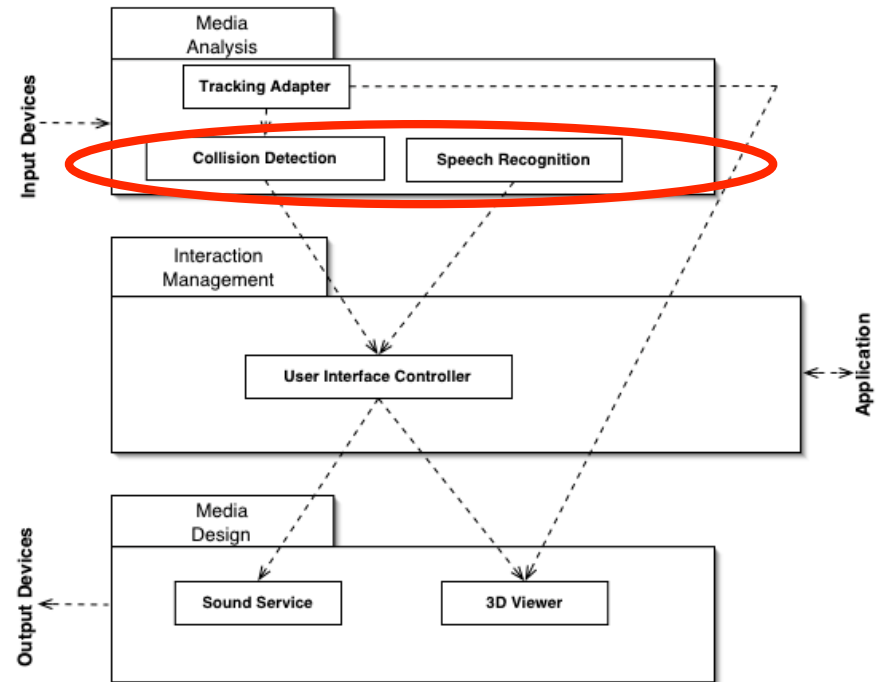 Media
Analysis
Input Devices
Tracking Adapter
Collision Detection
Speech Recognition
Interaction
Management
User Interface Controller
Application
Media
Design
Output Devices
Sound Service
3D Viewer